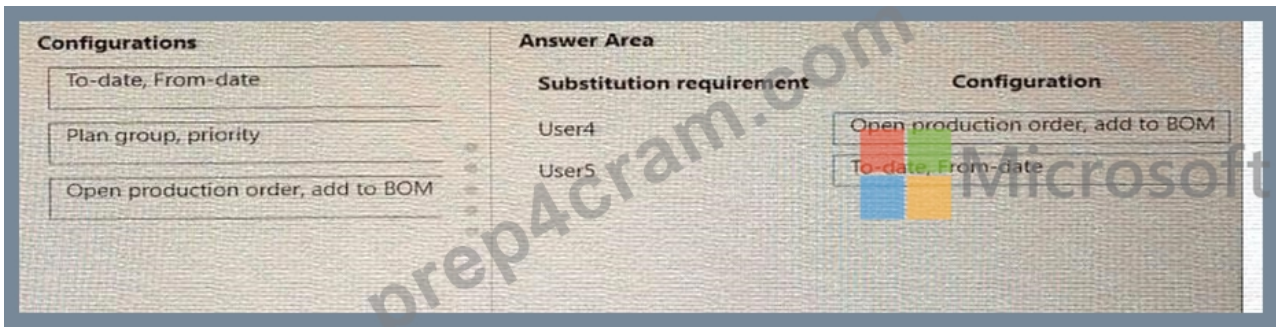 Configurations
To-date, From-date
Plan group, priority
Open production order, add to BOM
Answer Area
Substitution requirement Configuration
User4 Open production order, add to BOM
User5 To-date, From-date
Microsoft
prep4cram.com